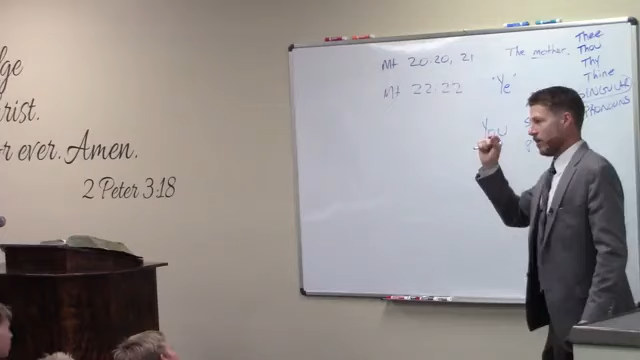 ge
rist.
r ever. Amen.
2 Peter 3:18
Mt 20:20, 21
The mother.
Mt 22:22
"Ye"
You
Thee
Thou
Thy
Thine
SINGULAR
PRONOUNS